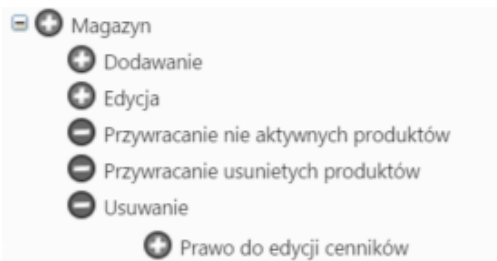 Magazyn
Dodawanie
Edycja
Przywracanie nie aktywnych produktów
Przywracanie usunietych produktów
Usuwanie
Prawo do edycji cenników